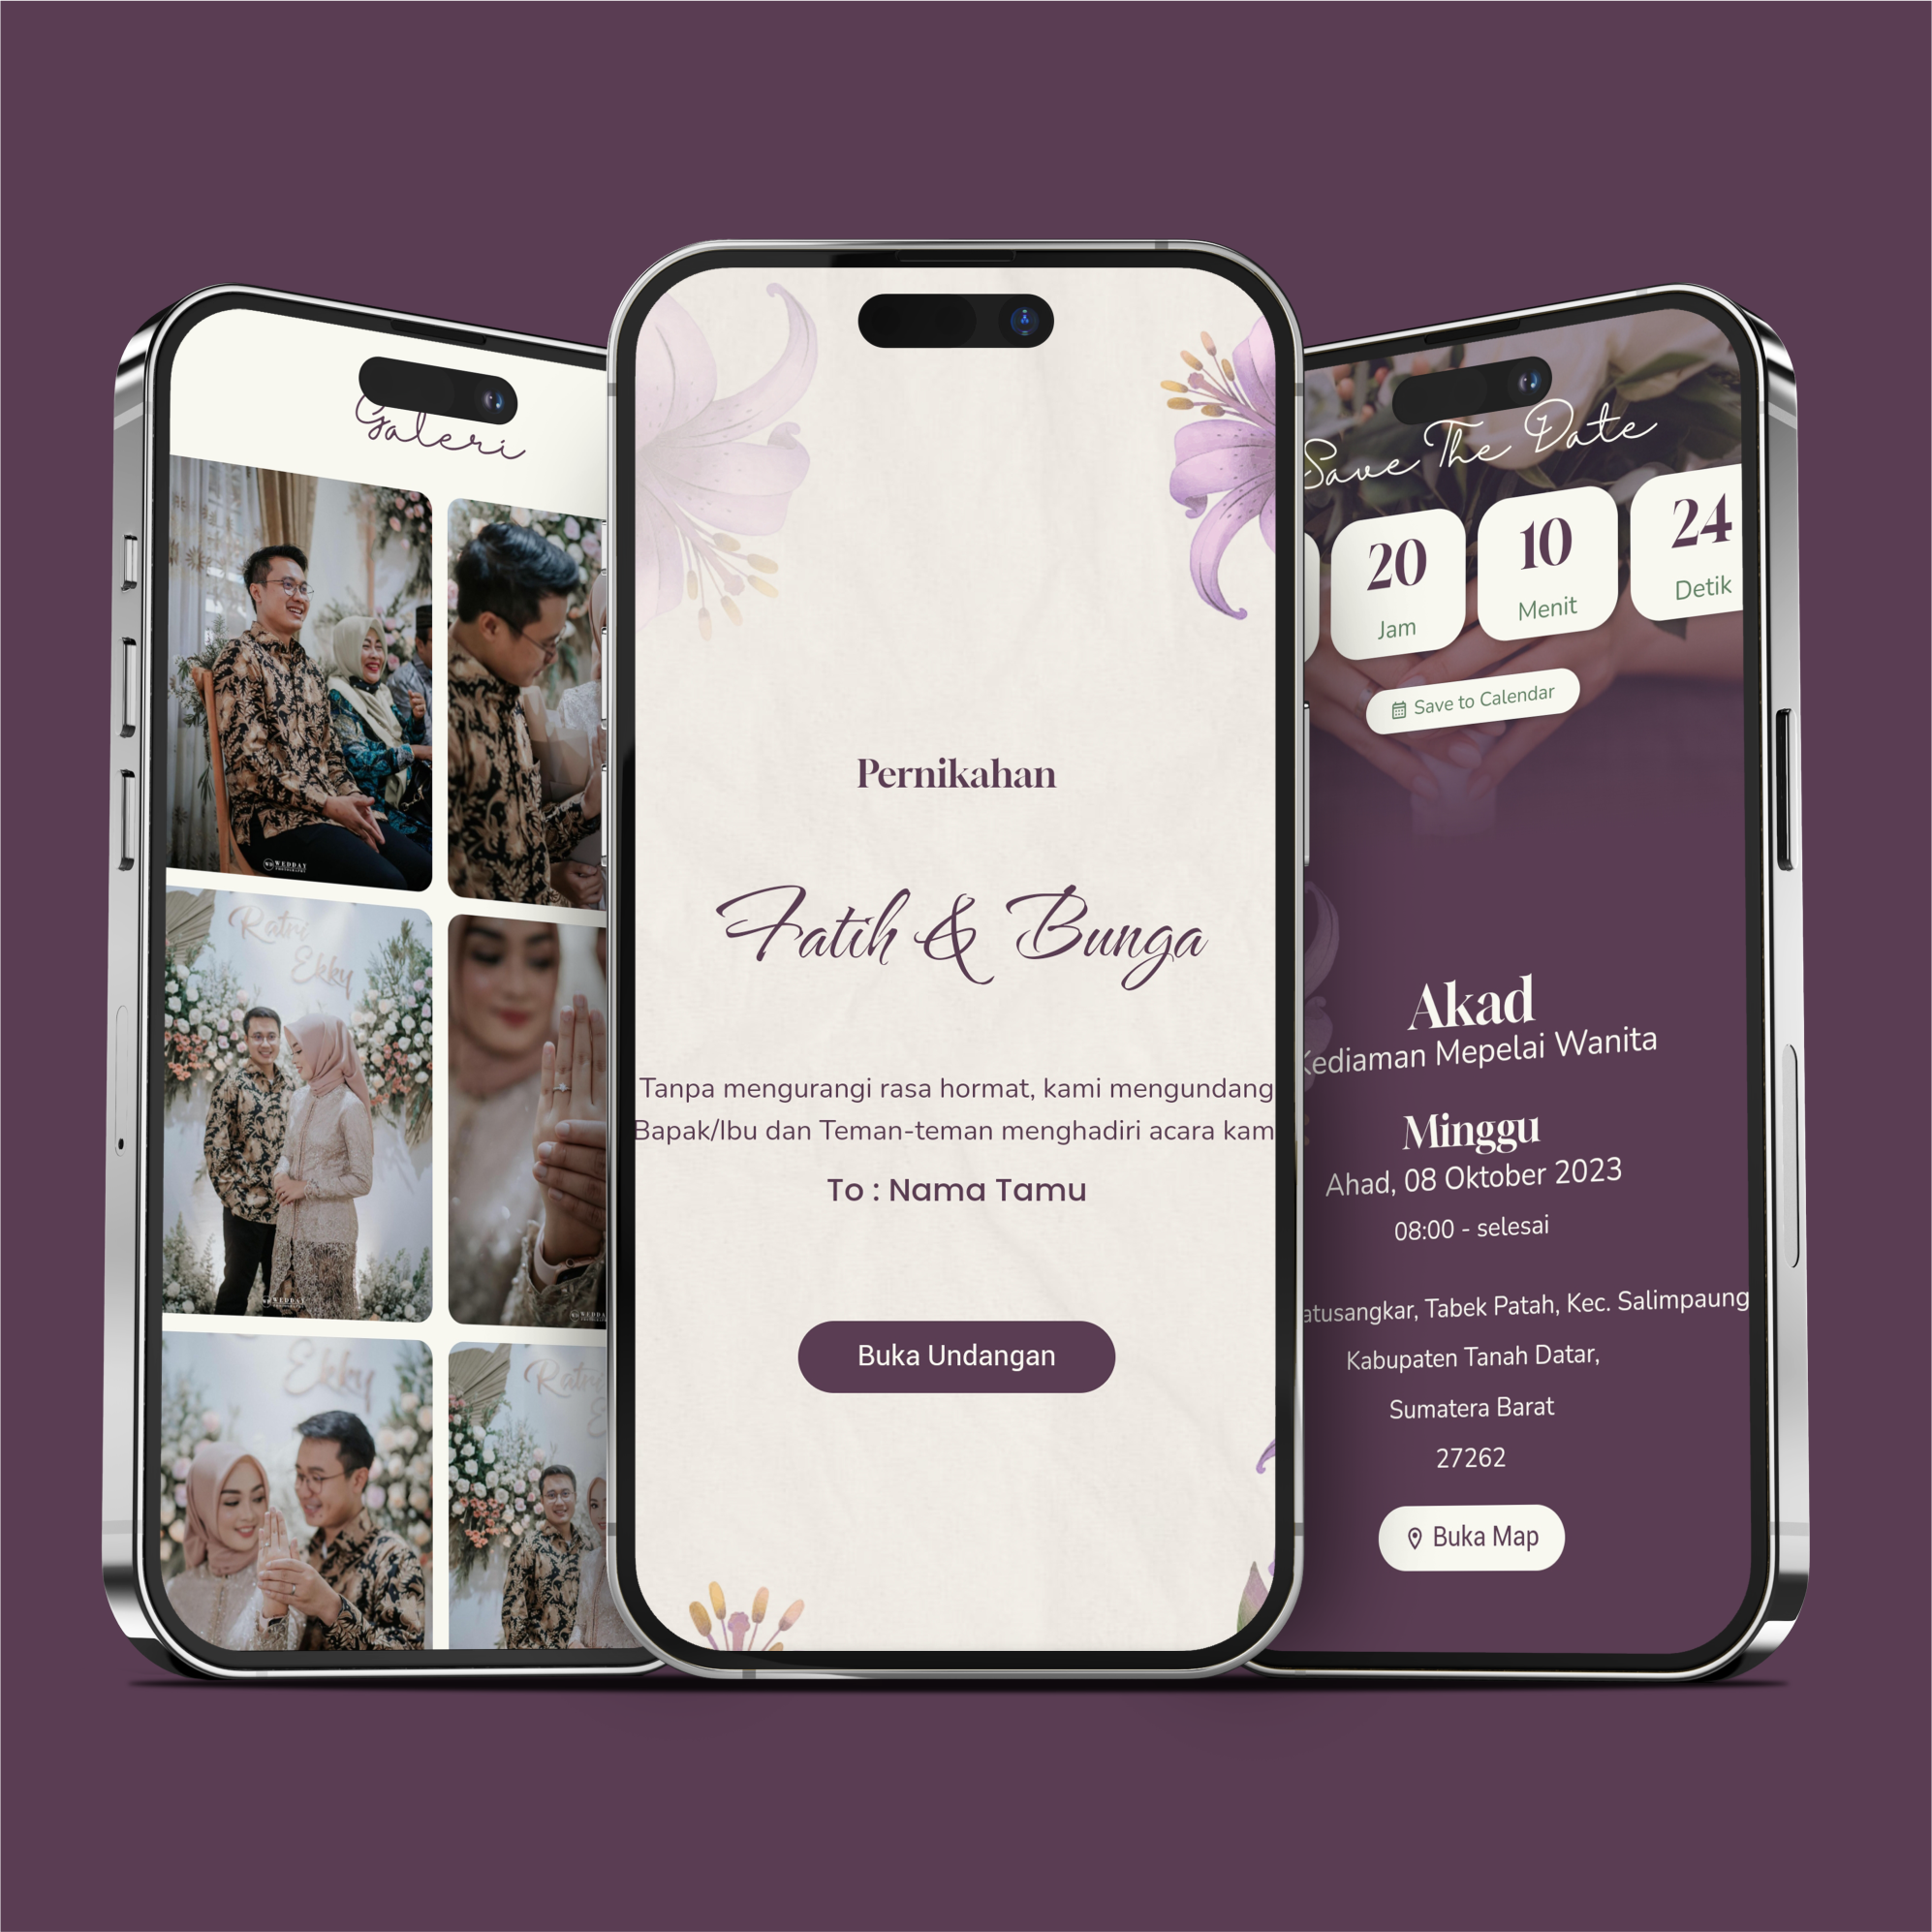 Galeri
WEDDAY
Ratri
Ekky
WEDDAY
Ekky
Pernikahan
Fatih & Bunga
Tanpa mengurangi rasa hormat, kami mengundang
Bapak/Ibu dan Teman-teman menghadiri acara kam
To : Nama Tamu
Buka Undangan
Save The Date
20
Jam
10
Menit
24
Detik
Save to Calendar
Akad
Kediaman Mepelai Wanita
Minggu
Ahad, 08 Oktober 2023
08:00 - selesai
atusangkar, Tabek Patah, Kec. Salimpaung
Kabupaten Tanah Datar,
Sumatera Barat
27262
Buka Map